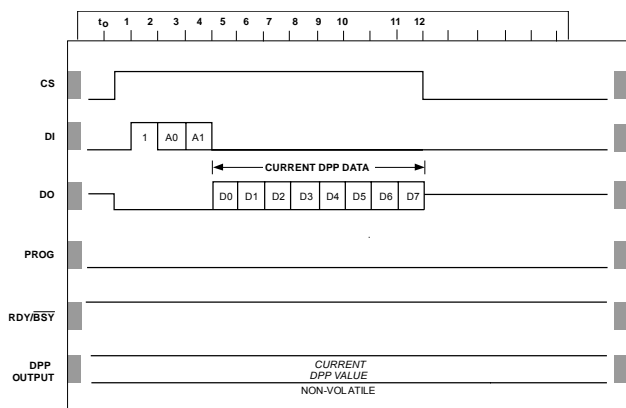 to 1 2 3 4 5 6 7 8 9 10 11 12
CS
DI 1 A0 A1
CURRENT DPP DATA
DO D0 D1 D2 D3 D4 D5 D6 D7
PROG
RDY/BSY
DPP
OUTPUT
CURRENT
DPP VALUE
NON-VOLATILE